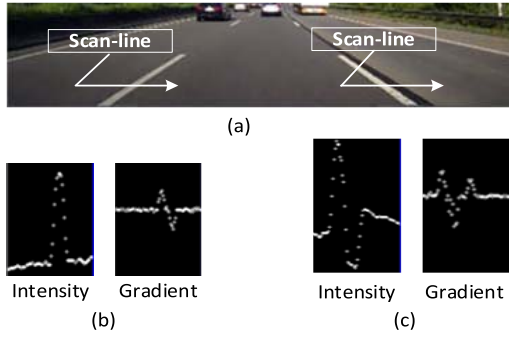 Scan-line
Scan-line
(a)
Intensity
Gradient
Intensity
Gradient
(b)
(c)